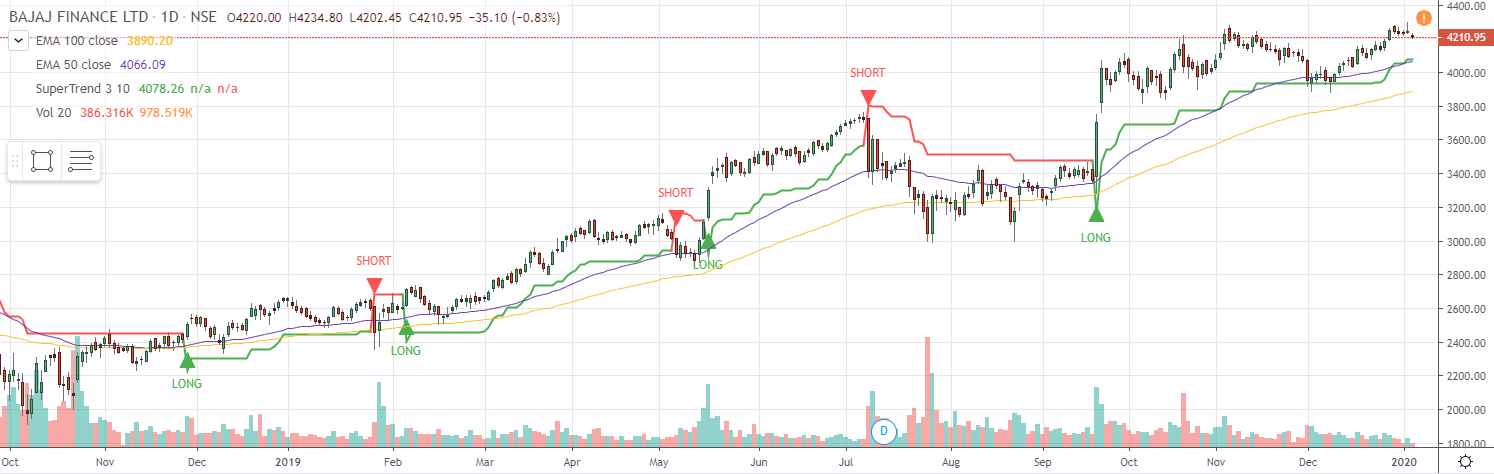 BAJAJ FINANCE LTD · 1D · NSE O4220.00 H4234.80 L4202.45 C4210.95 −35.10 (−0.83%)
EMA 100 close 3890.20
EMA 50 close 4066.09
SuperTrend 3 10 4078.26 n/a n/a
Vol 20 386.316K 978.519K
SHORT
SHORT
SHORT
LONG
LONG
LONG
LONG
D
!
4400.00
4210.95
4000.00
3800.00
3600.00
3400.00
3200.00
3000.00
2800.00
2600.00
2400.00
2200.00
2000.00
1800.00
Oct Nov Dec 2019 Feb Mar Apr May Jun Jul Aug Sep Oct Nov Dec 2020